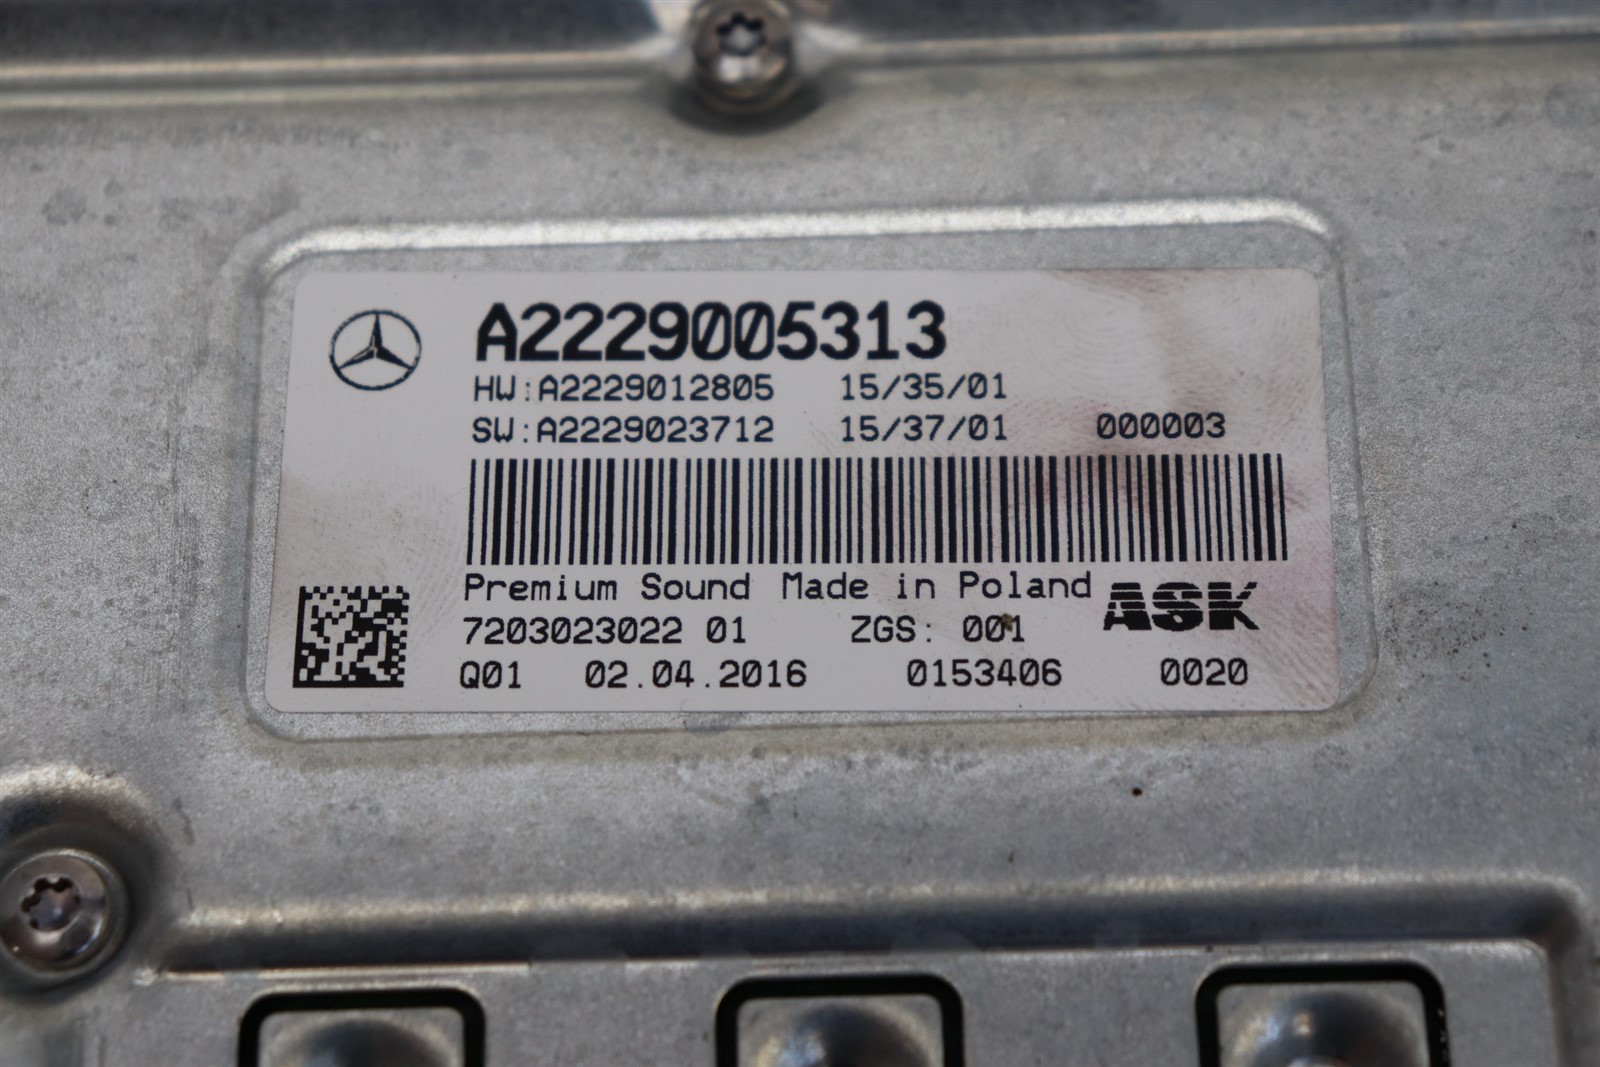 A2229005313
HW:A2229012805 15/35/01
SW:A2229023712 15/37/01 000003
Premium Sound Made in Poland
ASK
7203023022 01 ZGS: 001
Q01 02.04.2016 0153406 0020